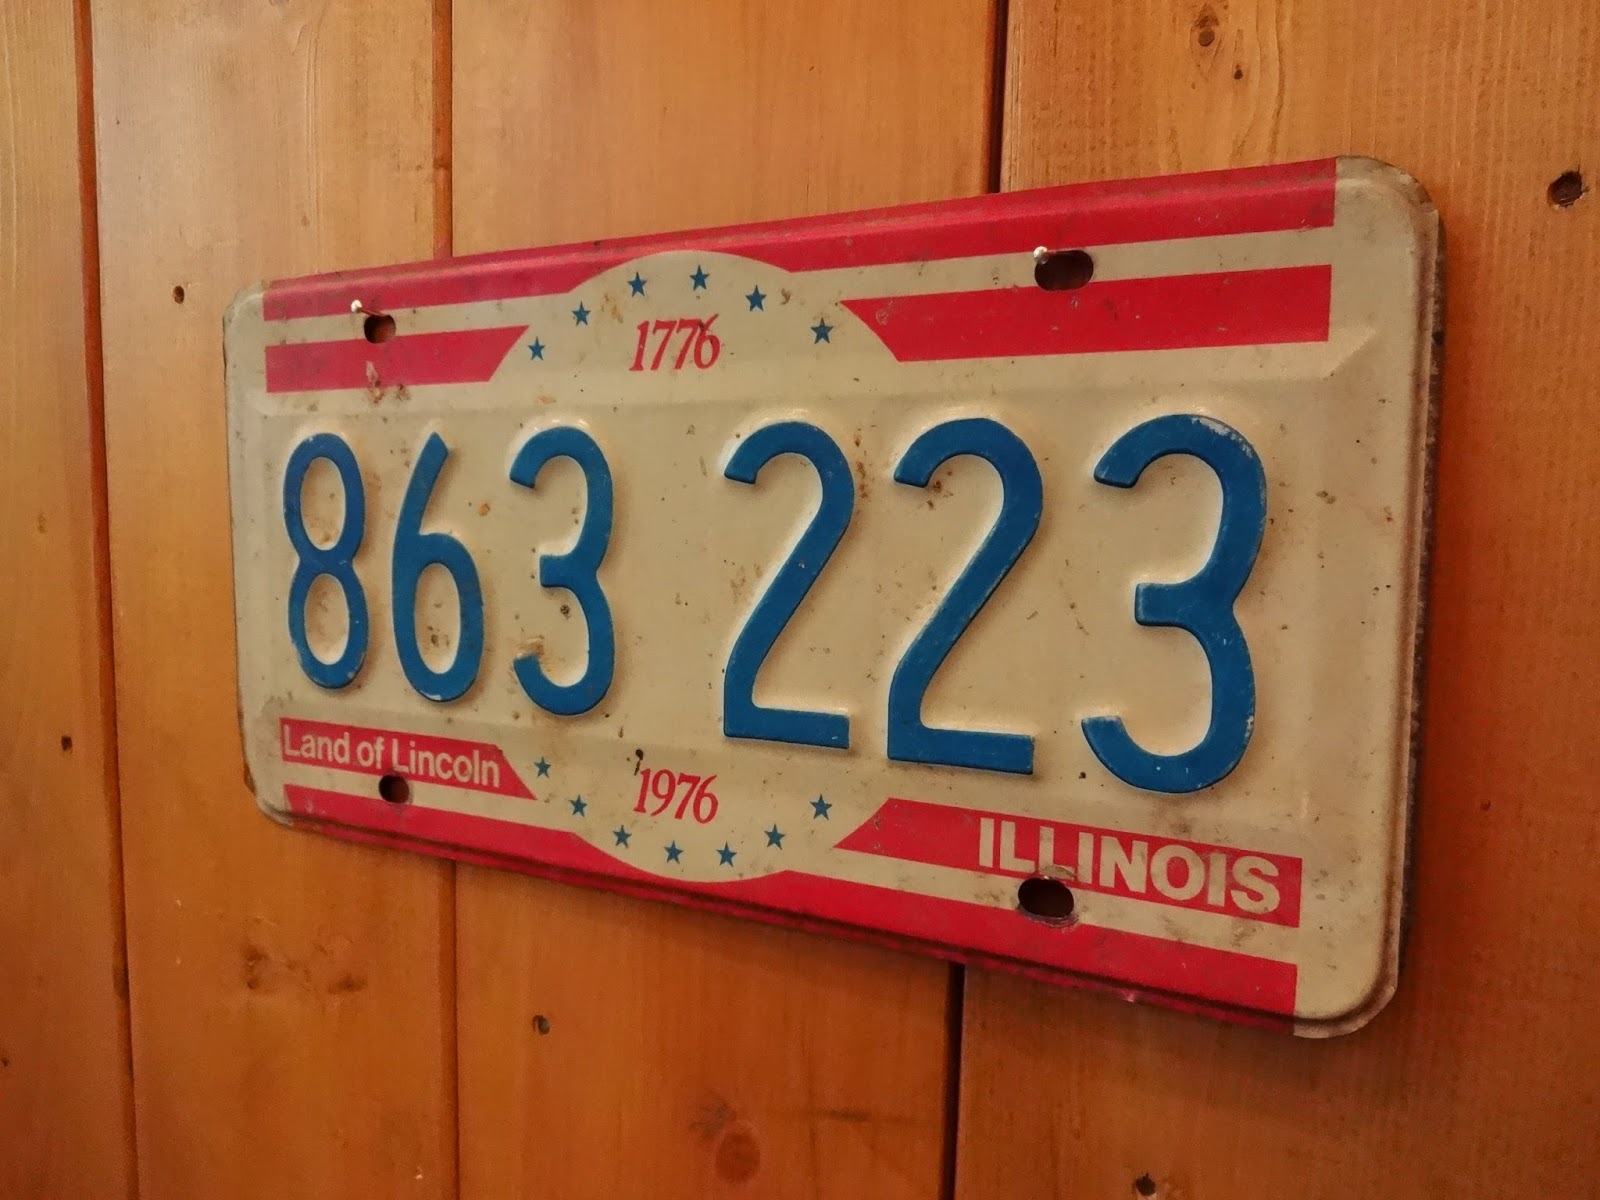 1776
863 223
Land of Lincoln
1976
ILLINOIS